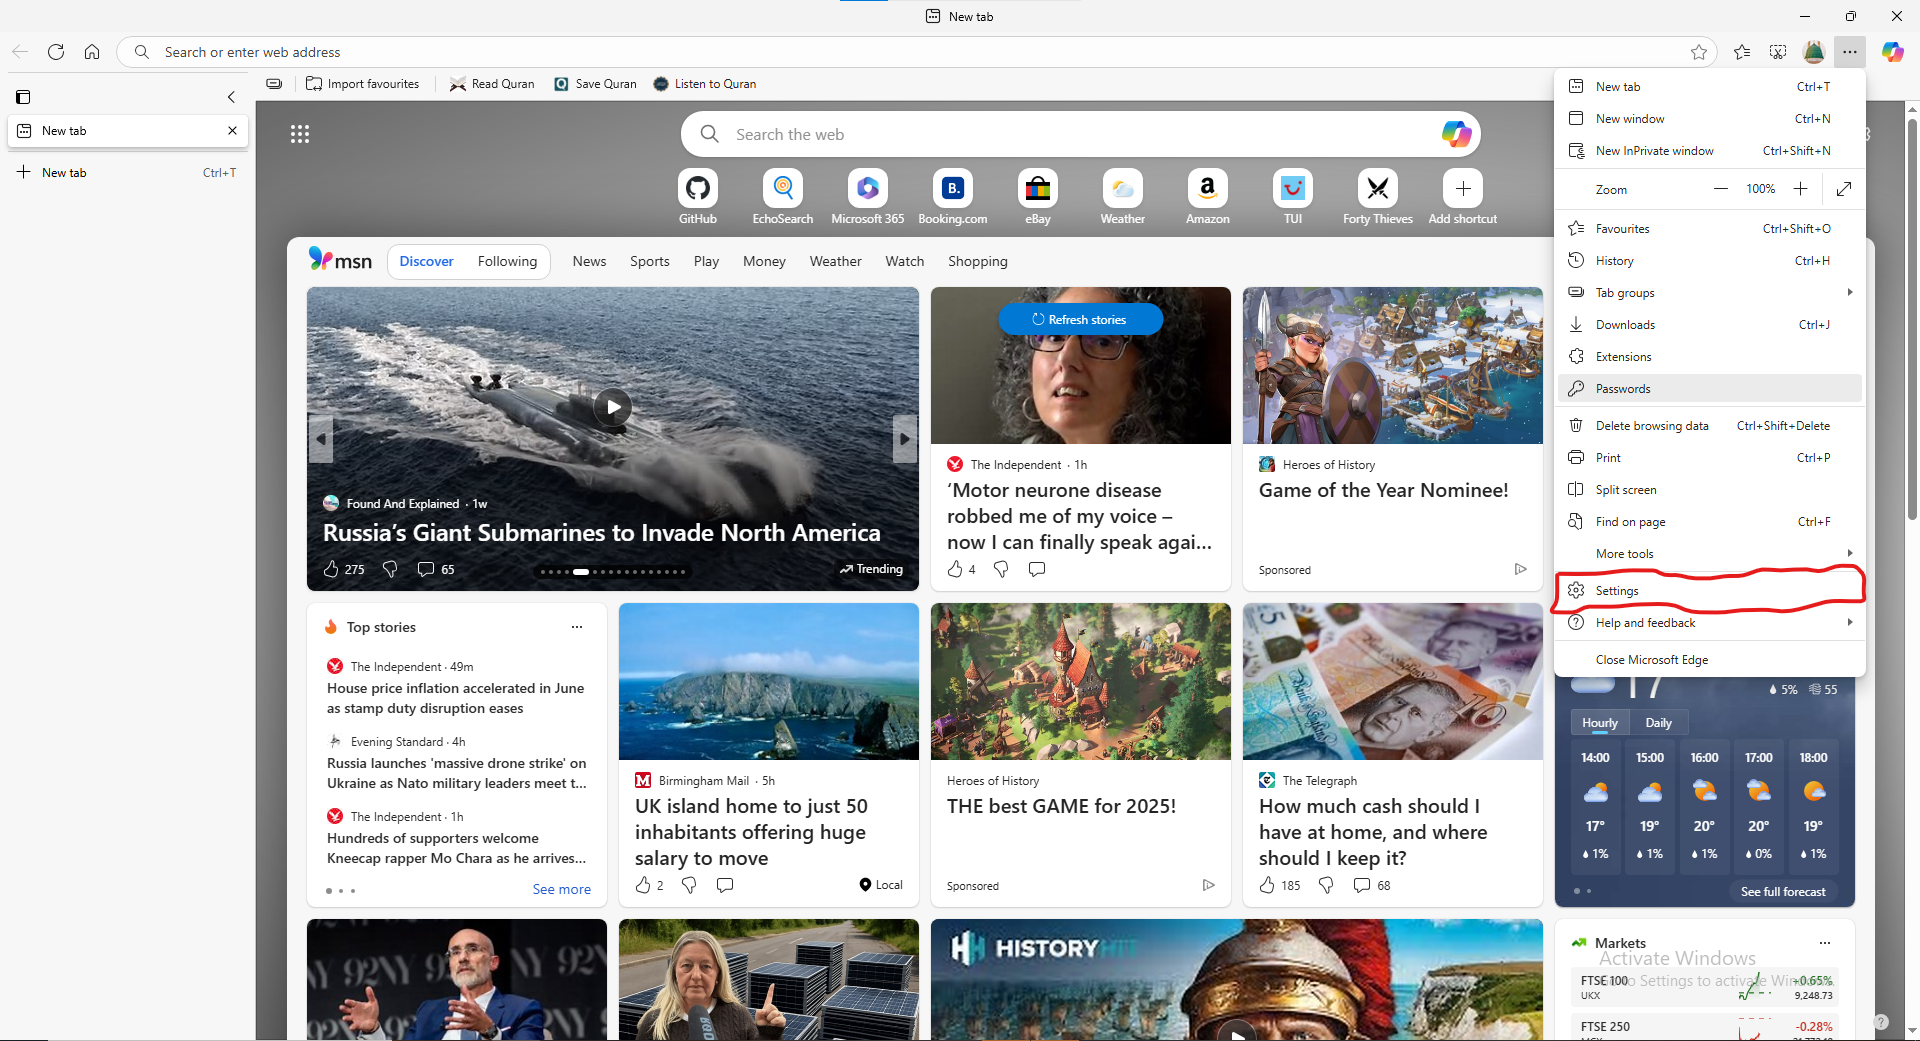 New tab
Search or enter web address
Import favourites
Read Quran
Save Quran
Listen to Quran
New tab
New tab Ctrl+T
Search the web
GitHub
EchoSearch
Microsoft 365
B.
Booking.com
eBay
Weather
a
Amazon
TUI
Forty Thieves
Add shortcut
msn
Discover
Following
News
Sports
Play
Money
Weather
Watch
Shopping
Found And Explained · 1w
Russia's Giant Submarines to Invade North America
275
65
Trending
Refresh stories
The Independent · 1h
‘Motor neurone disease
robbed me of my voice –
now I can finally speak agai...
4
Heroes of History
Game of the Year Nominee!
Sponsored
Top stories
The Independent · 49m
House price inflation accelerated in June
as stamp duty disruption eases
Evening Standard · 4h
Russia launches 'massive drone strike' on
Ukraine as Nato military leaders meet t...
The Independent · 1h
Hundreds of supporters welcome
Kneecap rapper Mo Chara as he arrives...
See more
M Birmingham Mail · 5h
UK island home to just 50
inhabitants offering huge
salary to move
2
Local
Heroes of History
THE best GAME for 2025!
Sponsored
The Telegraph
How much cash should I
have at home, and where
should I keep it?
185
68
New tab Ctrl+T
New window Ctrl+N
New InPrivate window Ctrl+Shift+N
Zoom 100%
Favourites Ctrl+Shift+O
History Ctrl+H
Tab groups
Downloads Ctrl+J
Extensions
Passwords
Delete browsing data Ctrl+Shift+Delete
Print Ctrl+P
Split screen
Find on page Ctrl+F
More tools
Settings
Help and feedback
Close Microsoft Edge
17
5% 55
Hourly Daily
14:00 15:00 16:00 17:00 18:00
17° 19° 20° 20° 19°
1% 1% 1% 0% 1%
See full forecast
92NY
HISTORY HIT
Markets
Activate Windows
Go to Settings to activate Windows.
FTSE 100 +0.65%
UKX 9,248.73
FTSE 250 -0.28%